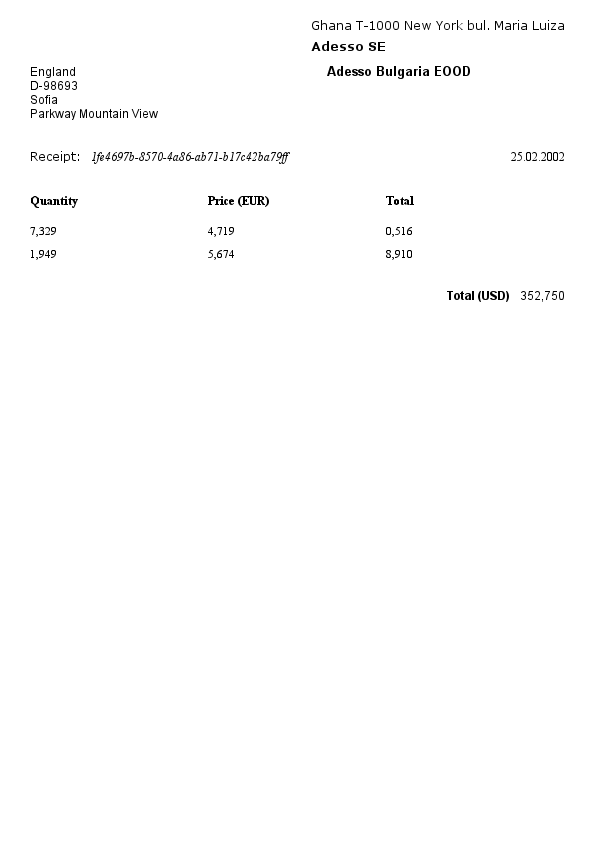 Ghana T-1000 New York bul. Maria Luiza
Adesso SE
England Adesso Bulgaria EOOD
D-98693
Sofia
Parkway Mountain View
Receipt: 1fe4697b-8570-4a86-ab71-b17c42ba79ff 25.02.2002
Quantity Price (EUR) Total
7,329 4,719 0,516
1,949 5,674 8,910
Total (USD) 352,750